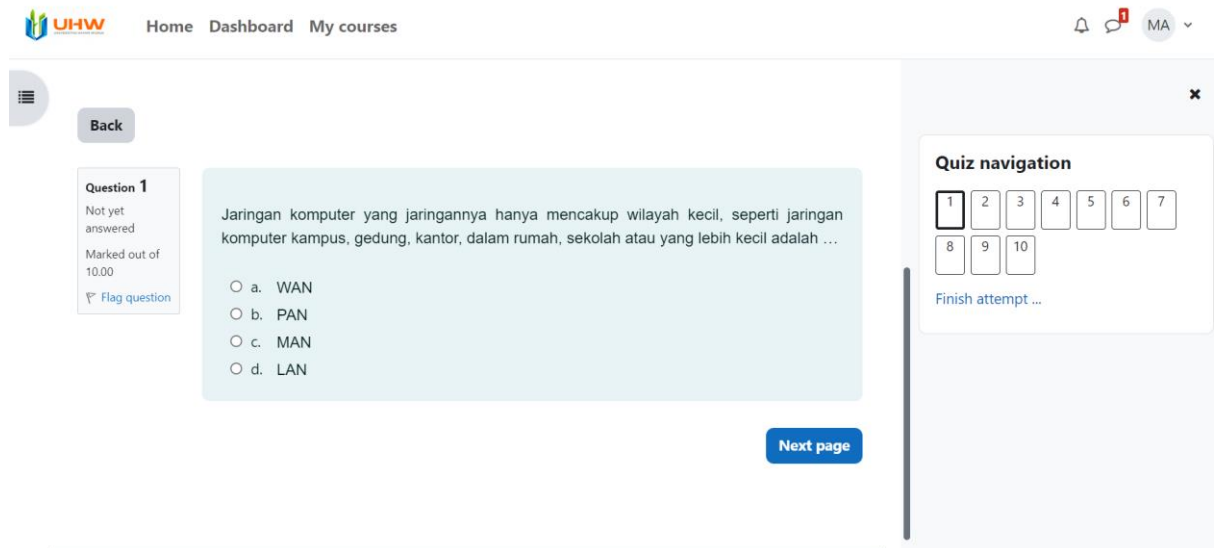 UHW
Home Dashboard My courses
1
MA
Back
Question 1
Not yet
answered
Marked out of
10.00
Flag question
Jaringan komputer yang jaringannya hanya mencakup wilayah kecil, seperti jaringan
komputer kampus, gedung, kantor, dalam rumah, sekolah atau yang lebih kecil adalah …
a. WAN
b. PAN
c. MAN
d. LAN
Next page
Quiz navigation
1 2 3 4 5 6 7
8 9 10
Finish attempt ...